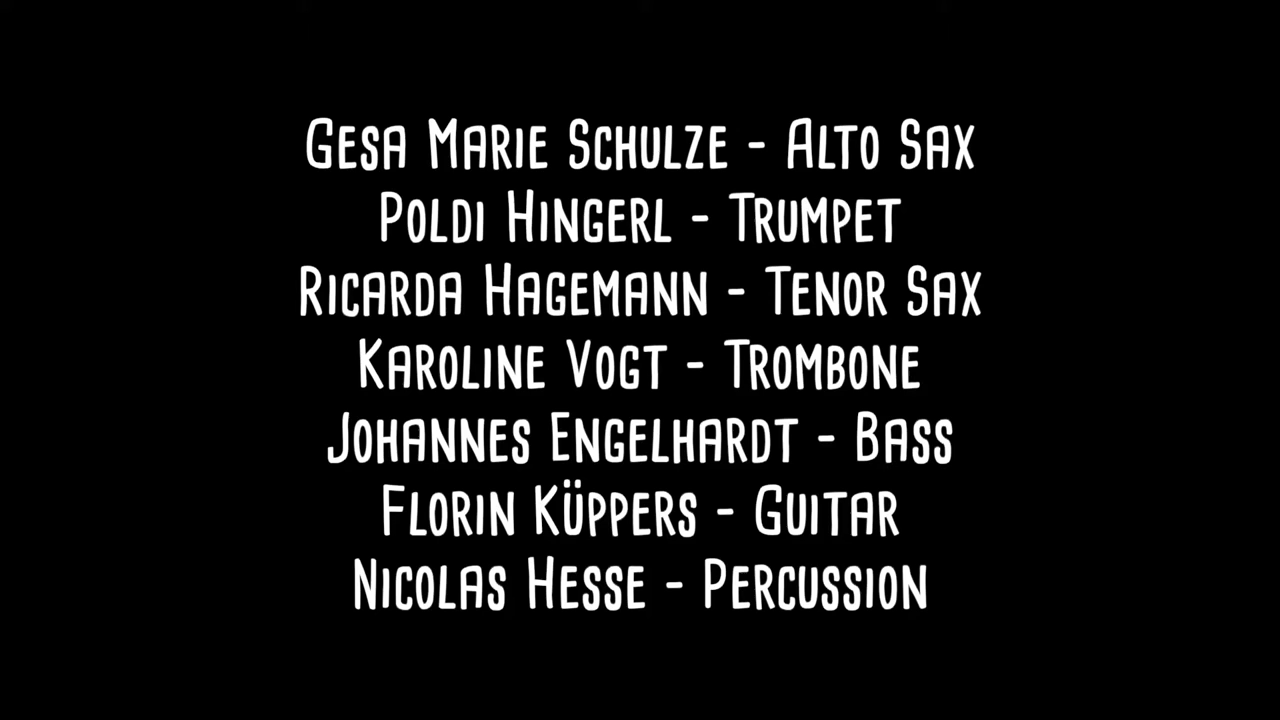 Gesa Marie Schulze - Alto Sax
Poldi Hingerl - Trumpet
Ricarda Hagemann - Tenor Sax
Karoline Vogt - Trombone
Johannes Engelhardt - Bass
Florin Küppers - Guitar
Nicolas Hesse - Percussion